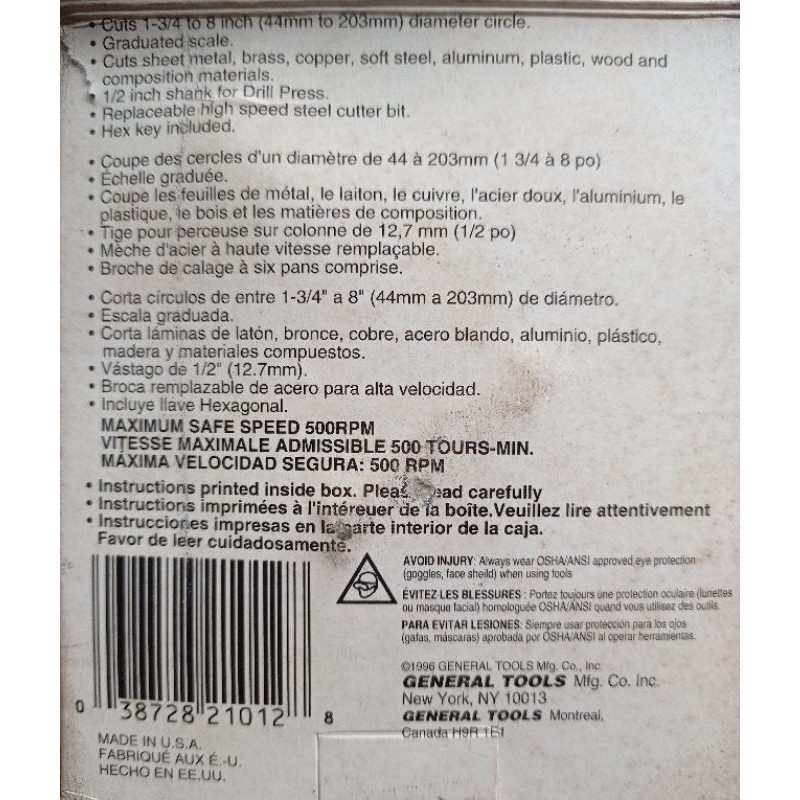 • Cuts 1-3/4 to 8 inch (44mm to 203mm) diameter circle.
• Graduated scale.
• Cuts sheet metal, brass, copper, soft steel, aluminum, plastic, wood and
composition materials.
• 1/2 inch shank for Drill Press.
• Replaceable high speed steel cutter bit.
• Hex key included.
• Coupe des cercles d'un diamètre de 44 à 203mm (1 3/4 à 8 po)
• Échelle graduée.
• Coupe les feuilles de métal, le laiton, le cuivre, l'acier doux, l'aluminium, le
plastique, le bois et les matières de composition.
• Tige pour perceuse sur colonne de 12,7 mm (1/2 po)
• Mèche d'acier à haute vitesse remplaçable.
• Broche de calage à six pans comprise.
• Corta círculos de entre 1-3/4" a 8" (44mm a 203mm) de diámetro.
• Escala graduada.
• Corta láminas de latón, bronce, cobre, acero blando, aluminio, plástico,
madera y materiales compuestos.
• Vástago de 1/2" (12.7mm).
• Broca remplazable de acero para alta velocidad.
• Incluye llave Hexagonal.
MAXIMUM SAFE SPEED 500RPM
VITESSE MAXIMALE ADMISSIBLE 500 TOURS-MIN.
MÁXIMA VELOCIDAD SEGURA: 500 RPM
• Instructions printed inside box. carefully
• Instructions imprimées à l'intéreuer de la boîte.Veuillez lire attentivement
• Instrucciones impresas en la parte interior de la caja.
Favor de leer cuidadosamente.
AVOID INJURY: Always wear OSHA/ANSI approved eye protection
(goggles, face sheild) when using tools
ÉVITEZ LES BLESSURES : Portez toujours une protection oculaire (lunettes
ou masque facial) homologuée OSHA/ANSI quand vous utilisez des outils.
PARA EVITAR LESIONES: Siempre usar protección para los ojos
(gafas, máscaras) aprobada por OSHA/ANSI al operar herramientas.
©1996 GENERAL TOOLS Mfg. Co., Inc.
GENERAL TOOLS Mfg. Co. Inc.
New York, NY 10013
GENERAL TOOLS Montreal,
Canada H9R 1E1
0 38728 21012 8
MADE IN U.S.A.
FABRIQUÉ AUX É.-U.
HECHO EN EE.UU.